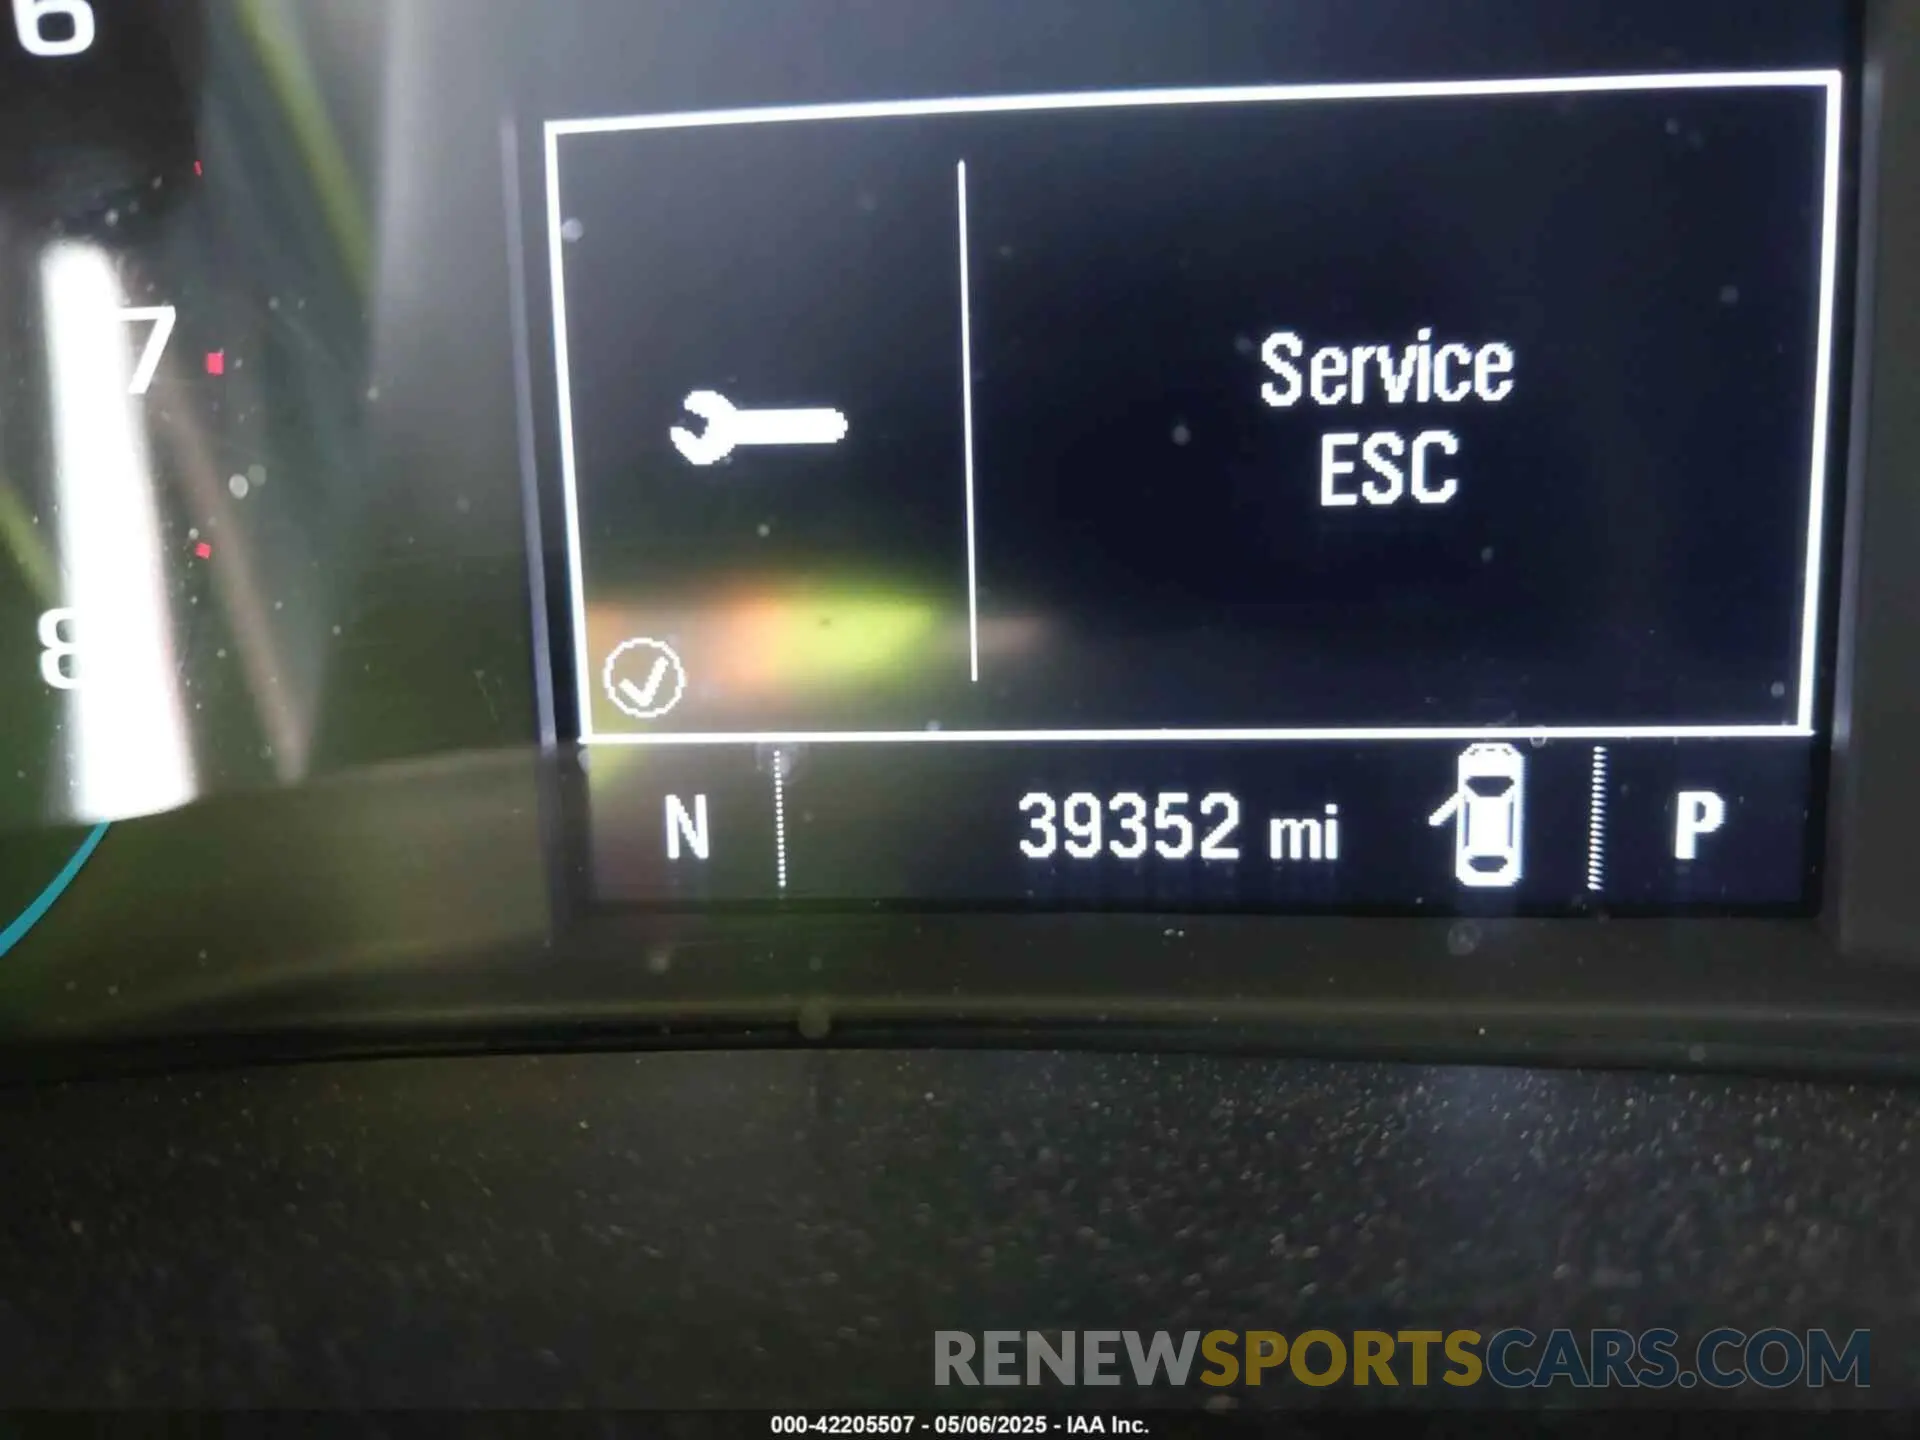 6
7
8
Service
ESC
N 39352 mi P
RENEWSPORTSCARS.COM
000-42205507 - 05/06/2025 - IAA Inc.